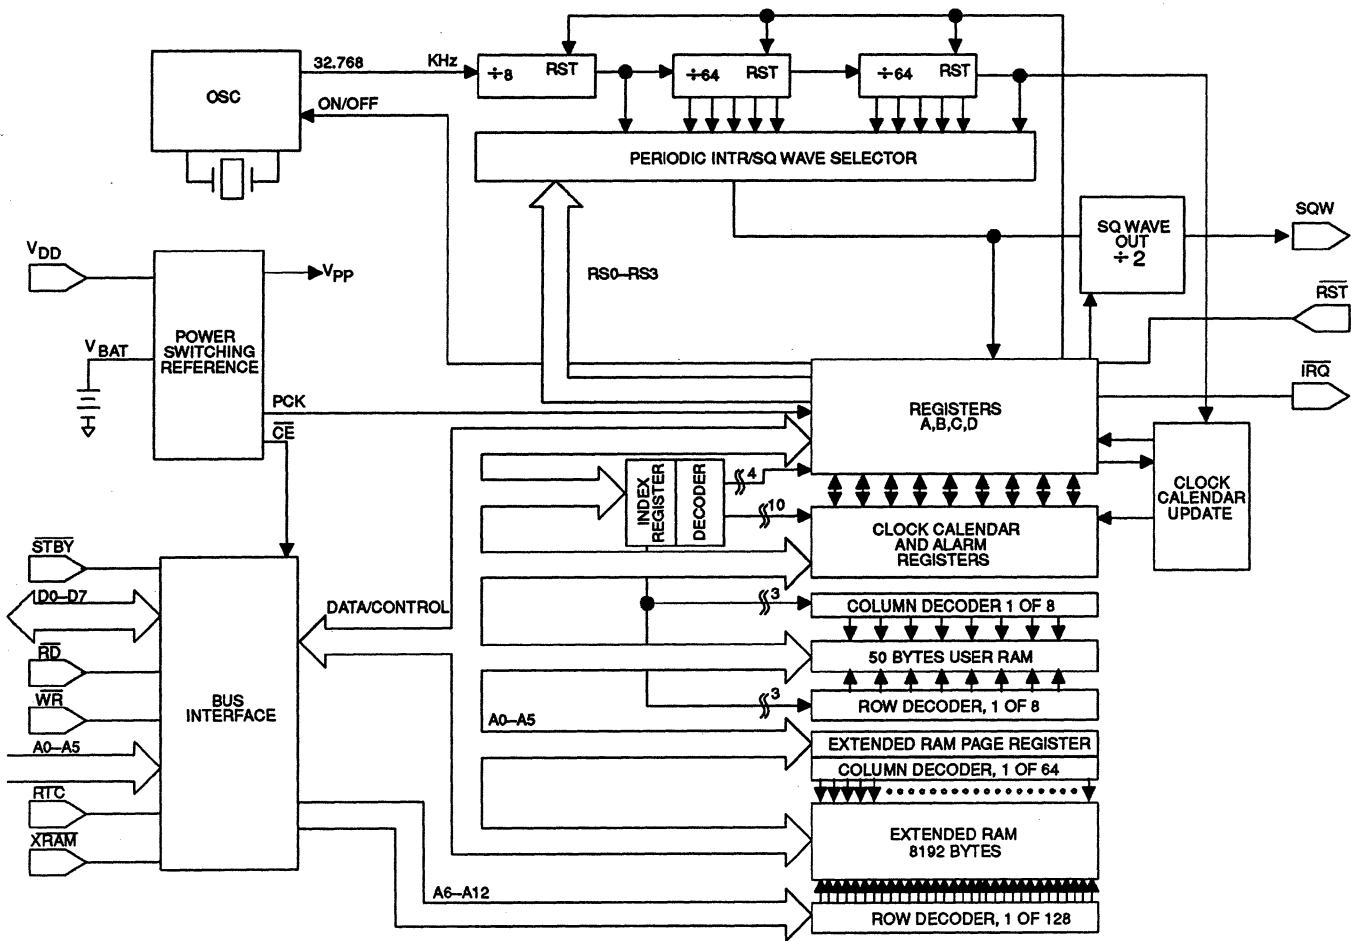 OSC
32.768 KHz
ON/OFF
÷8 RST
÷64 RST
÷64 RST
PERIODIC INTR/SQ WAVE SELECTOR
SQ WAVE
OUT
÷2
SQW
RST
IRQ
RS0–RS3
VDD
VPP
VBAT
POWER
SWITCHING
REFERENCE
PCK
CE
REGISTERS
A,B,C,D
CLOCK
CALENDAR
UPDATE
INDEX
REGISTER
DECODER
4
10
CLOCK CALENDAR
AND ALARM
REGISTERS
STBY
D0–D7
RD
WR
A0–A5
RTC
XRAM
BUS
INTERFACE
DATA/CONTROL
3
COLUMN DECODER 1 OF 8
50 BYTES USER RAM
3
ROW DECODER, 1 OF 8
A0–A5
EXTENDED RAM PAGE REGISTER
COLUMN DECODER, 1 OF 64
EXTENDED RAM
8192 BYTES
A6–A12
ROW DECODER, 1 OF 128